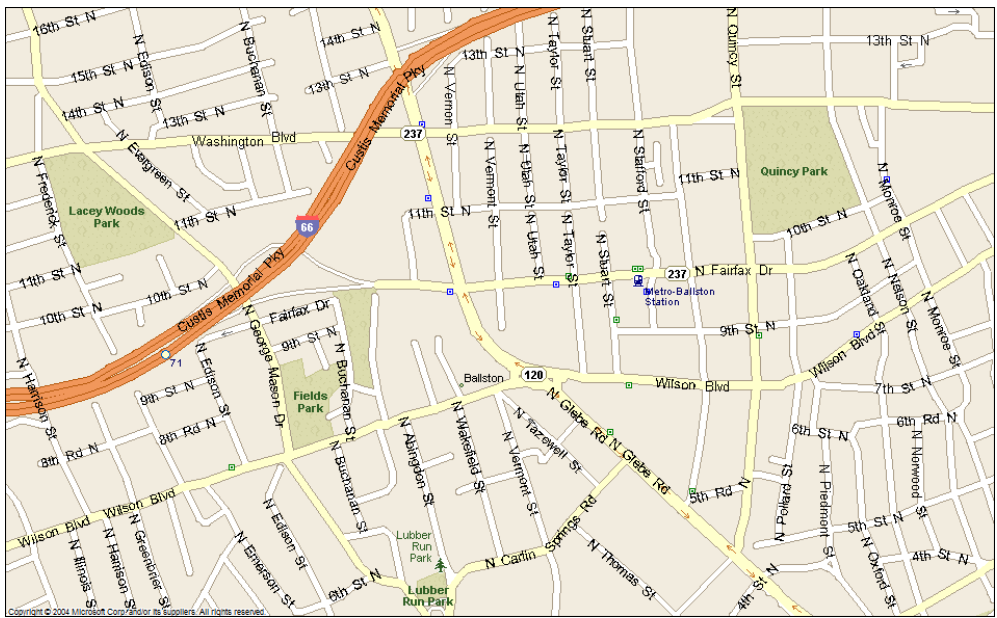 16th St N
N Edison St
N Buchanan St
14th St N
15th St N
13th St N
14th St N
13th St N
Custis Memorial Pky
13th St N
N Vernon St
N Utah St
N Taylor St
N Stuart St
N Quincy St
13th St N
Washington Blvd
237
N Evergreen St
N Frederick St
Lacey Woods
Park
11th St N
66
N Vermont St
11th St N
N Utah St
N Utah St
N Taylor St
N Taylor St
N Stafford St
N Stuart St
11th St N
Quincy Park
10th St N
N Monroe St
11th St N
10th St N
10th St N
Custis Memorial Pky
237
N Fairfax Dr
Metro-Ballston
Station
N Oakland St
N Nelson St
N Monroe St
9th St N
Wilson Blvd
Fairfax Dr
9th St N
N George Mason Dr
N Buchanan St
71
N Harrison St
N Edison St
9th St N
8th Rd N
8th Rd N
Fields
Park
Ballston
120
Wilson Blvd
7th St N
6th Rd N
6th St N
N Norwood St
N Glebe Rd
N Glebe Rd
N Tazewell St
N Abingdon St
N Wakefield St
N Vermont St
N Buchanan St
5th Rd N
N Pollard St
N Piedmont St
5th St N
4th St N
N Oxford St
4th St N
Wilson Blvd
Wilson Blvd
N Illinois St
N Harrison St
N Greenbrier St
N Edison St
N Emerson St
6th St N
Lubber
Run
Park
Lubber
Run Park
N Carlin Springs Rd
N Thomas St
Copyright © 2004 Microsoft Corp. and/or its suppliers. All rights reserved.